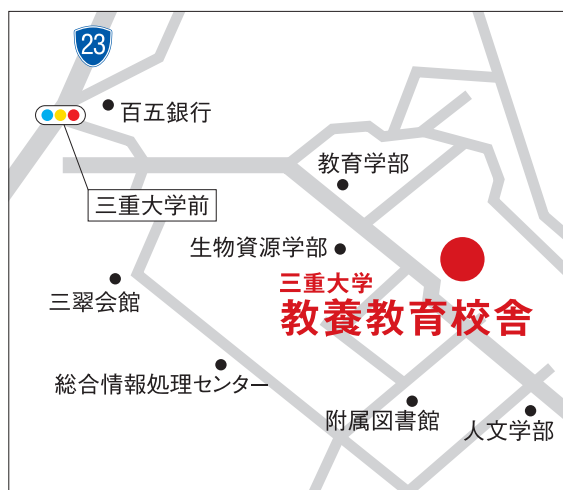 23
百五銀行
三重大学前
教育学部
生物資源学部
三重大学
教養教育校舎
三翠会館
総合情報処理センター
附属図書館
人文学部